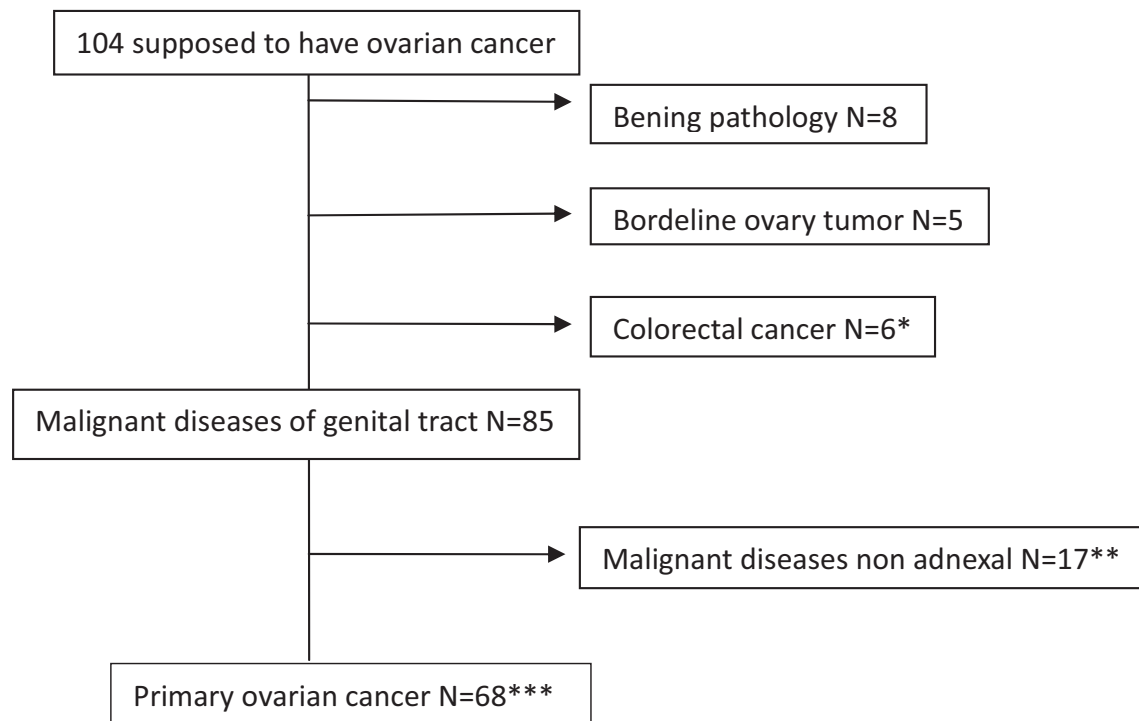 104 supposed to have ovarian cancer
Bening pathology N=8
Bordeline ovary tumor N=5
Colorectal cancer N=6*
Malignant diseases of genital tract N=85
Malignant diseases non adnexal N=17**
Primary ovarian cancer N=68***